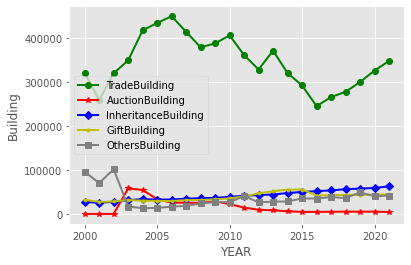 400000
300000
200000
100000
0
Building
TradeBuilding
AuctionBuilding
InheritanceBuilding
GiftBuilding
OthersBuilding
2000 2005 2010 2015 2020
YEAR